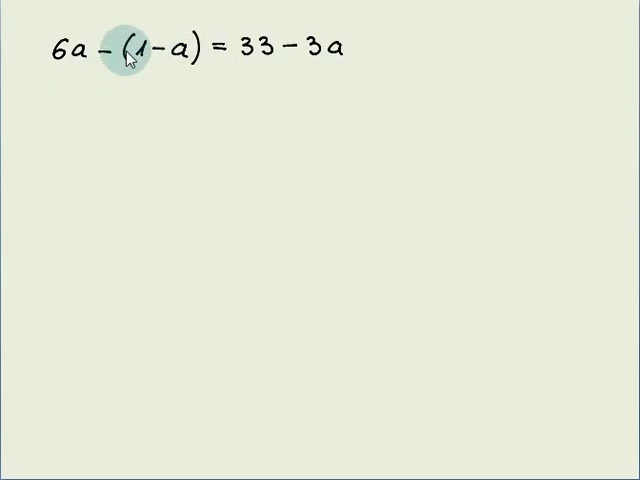 6a - (1 - a) = 33 - 3a